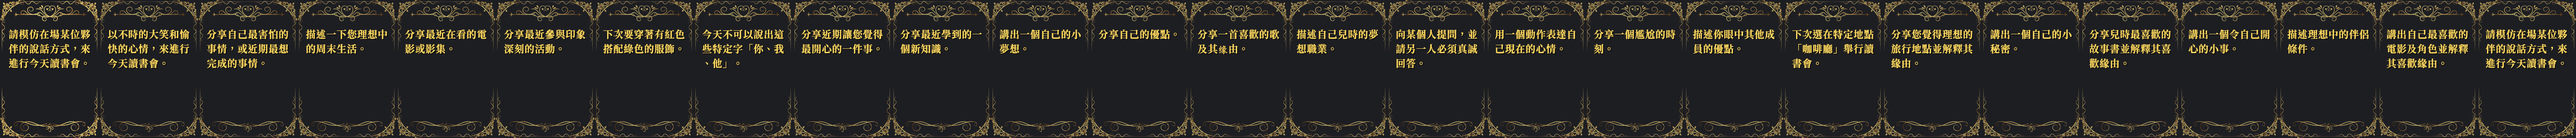 請模仿在場某位夥
伴的說話方式，來
進行今天讀書會。
以不時的大笑和愉
快的心情，來進行
今天讀書會。
分享自己最害怕的
事情，或近期最想
完成的事情。
描述一下您理想中
的周末生活。
分享最近在看的電
影或影集。
分享最近參與印象
深刻的活動。
下次要穿著有紅色
搭配綠色的服飾。
今天不可以說出這
些特定字「你、我
、他」。
分享近期讓您覺得
最開心的一件事。
分享最近學到的一
個新知識。
講出一個自己的小
夢想。
分享自己的優點。
分享一首喜歡的歌
及其緣由。
描述自己兒時的夢
想職業。
向某個人提問，並
請另一人必須真誠
回答。
用一個動作表達自
己現在的心情。
分享一個尷尬的時
刻。
描述你眼中其他成
員的優點。
下次選在特定地點
「咖啡廳」舉行讀
書會。
分享您覺得理想的
旅行地點並解釋其
緣由。
講出一個自己的小
秘密。
分享兒時最喜歡的
故事書並解釋其喜
歡緣由。
講出一個令自己開
心的小事。
描述理想中的伴侶
條件。
講出自己最喜歡的
電影及角色並解釋
其喜歡緣由。
請模仿在場某位夥
伴的說話方式，來
進行今天讀書會。